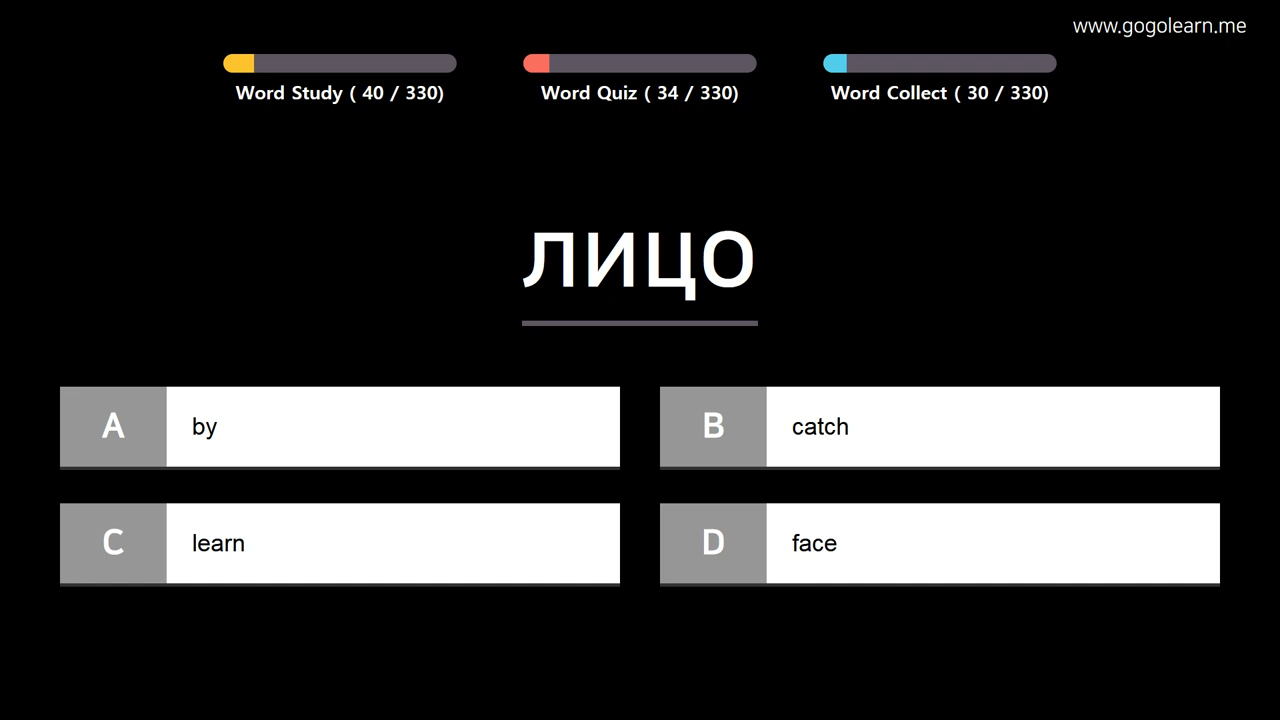 www.gogolearn.me
Word Study ( 40 / 330)
Word Quiz ( 34 / 330)
Word Collect ( 30 / 330)
лицо
A by
B catch
C learn
D face